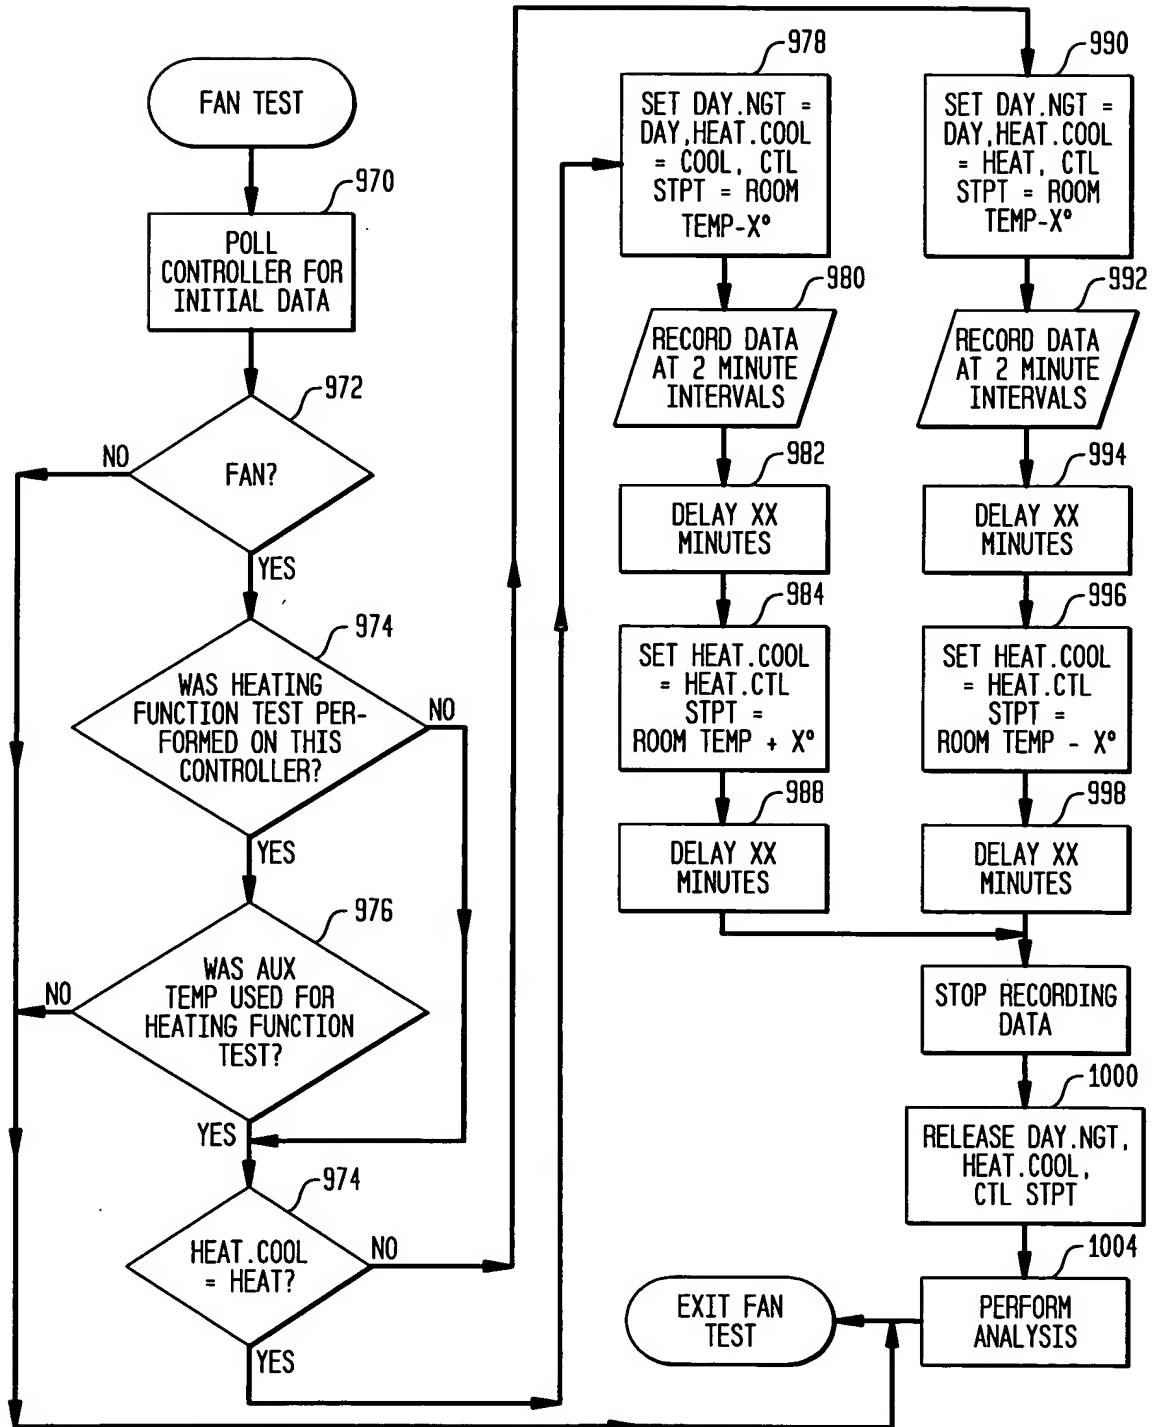 FAN TEST
970
POLL
CONTROLLER FOR
INITIAL DATA
972
FAN?
NO
YES
974
WAS HEATING
FUNCTION TEST PER-
FORMED ON THIS
CONTROLLER?
NO
YES
976
WAS AUX
TEMP USED FOR
HEATING FUNCTION
TEST?
NO
YES
974
HEAT.COOL
= HEAT?
NO
YES
978
SET DAY.NGT =
DAY,HEAT.COOL
= COOL, CTL
STPT = ROOM
TEMP-X°
980
RECORD DATA
AT 2 MINUTE
INTERVALS
982
DELAY XX
MINUTES
984
SET HEAT.COOL
= HEAT.CTL
STPT =
ROOM TEMP + X°
988
DELAY XX
MINUTES
990
SET DAY.NGT =
DAY,HEAT.COOL
= HEAT, CTL
STPT = ROOM
TEMP-X°
992
RECORD DATA
AT 2 MINUTE
INTERVALS
994
DELAY XX
MINUTES
996
SET HEAT.COOL
= HEAT.CTL
STPT =
ROOM TEMP - X°
998
DELAY XX
MINUTES
STOP RECORDING
DATA
1000
RELEASE DAY.NGT,
HEAT.COOL,
CTL STPT
1004
PERFORM
ANALYSIS
EXIT FAN
TEST